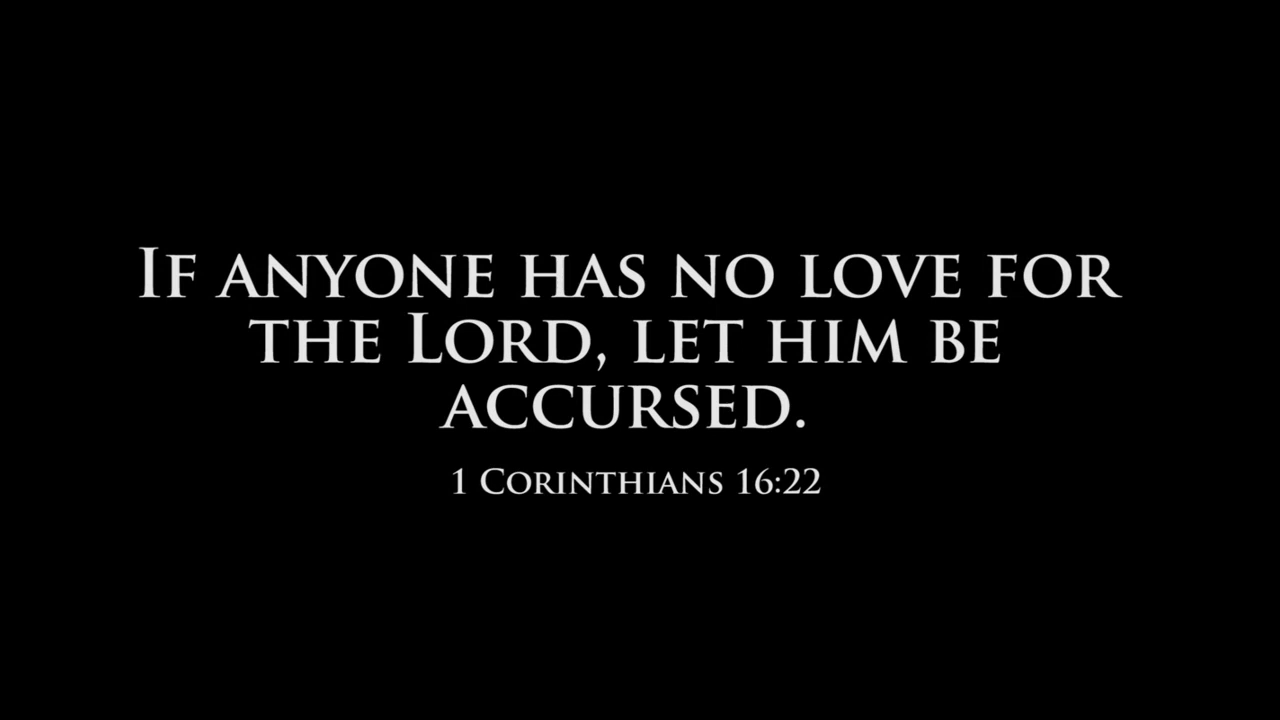 If anyone has no love for
the Lord, let him be
accursed.
1 Corinthians 16:22